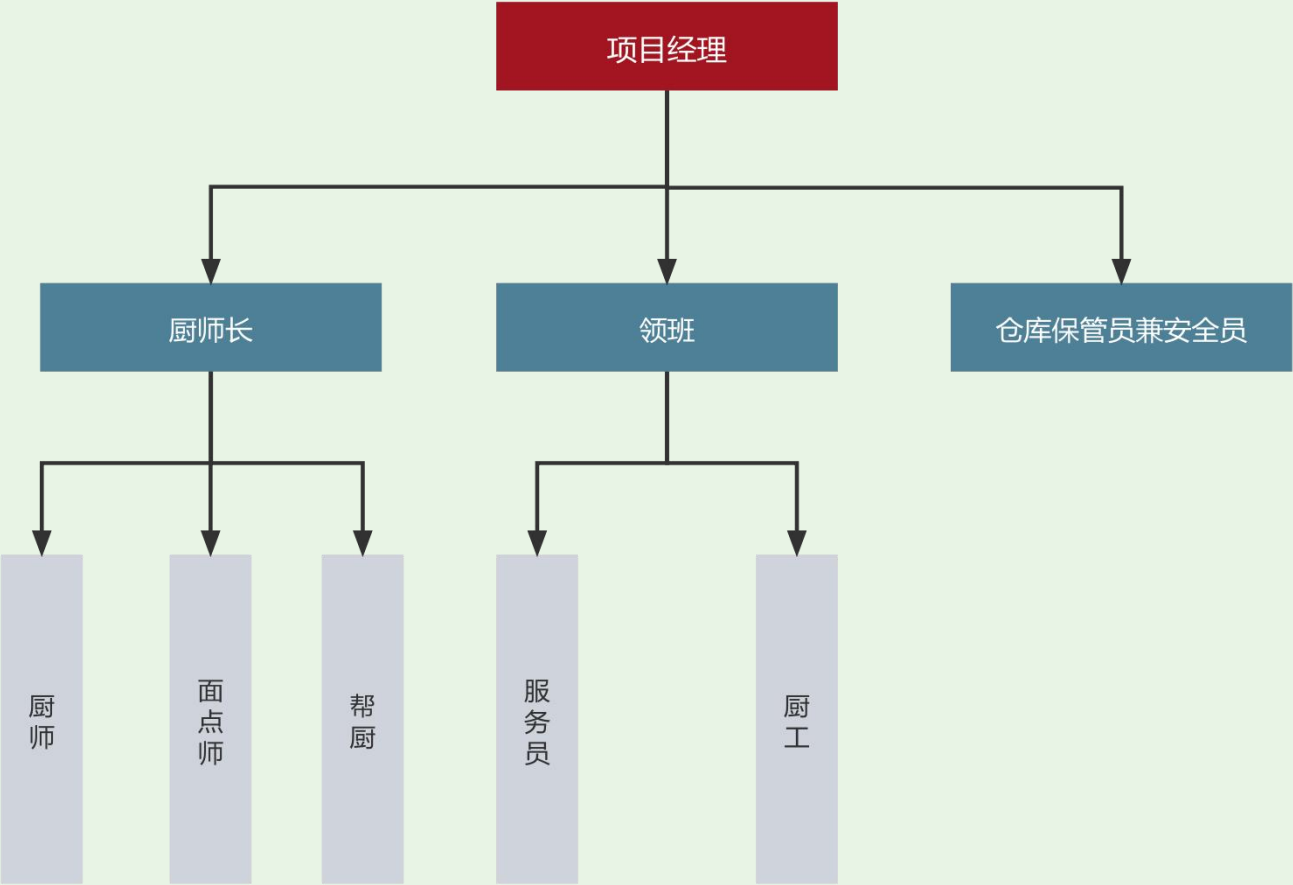 项目经理
厨师长
领班
仓库保管员兼安全员
厨师
面点师
帮厨
服务员
厨工